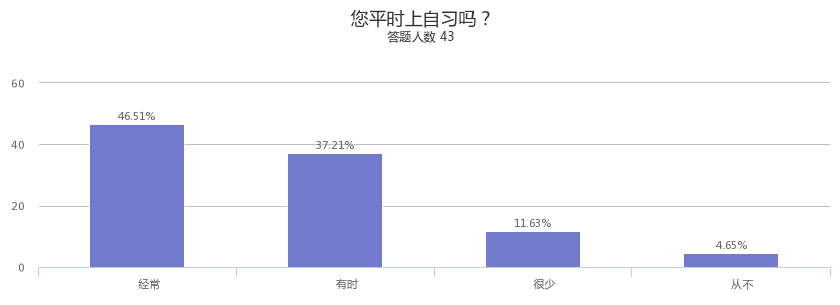 您平时上自习吗？
答题人数 43
60
46.51%
40
37.21%
20
11.63%
4.65%
0
经常 有时 很少 从不